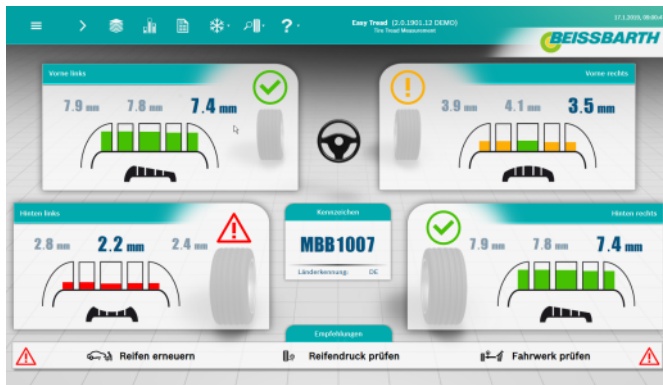 Easy Tread (2.0.1901.12 DEMO)
Tire Tread Measurement
BEISSBARTH
Vorne links
7.9 mm 7.8 mm 7.4 mm
Vorne rechts
3.9 mm 4.1 mm 3.5 mm
Hinten links
2.8 mm 2.2 mm 2.4 mm
Kennzeichen
MBB1007
Länderkennung: DE
Hinten rechts
7.9 mm 7.8 mm 7.4 mm
Empfehlungen
Reifen erneuern Reifendruck prüfen Fahrwerk prüfen